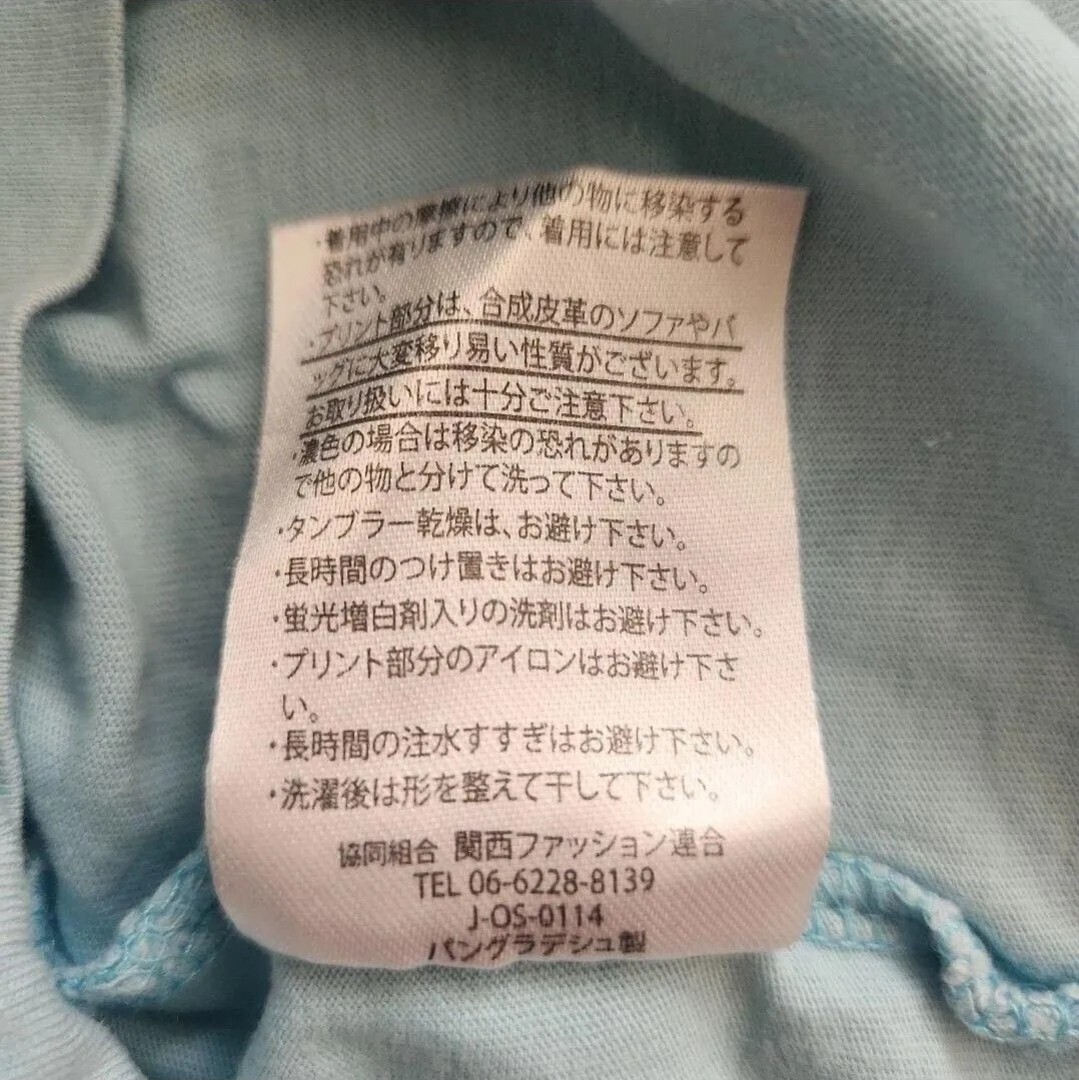 ・着用中の摩擦により他の物に移染する
恐れが有りますので、着用には注意して
下さい。
・プリント部分は、合成皮革のソファやバ
ッグに大変移り易い性質がございます。
お取り扱いには十分ご注意下さい。
・濃色の場合は移染の恐れがありますの
で他の物と分けて洗って下さい。
・タンブラー乾燥は、お避け下さい。
・長時間のつけ置きはお避け下さい。
・蛍光増白剤入りの洗剤はお避け下さい。
・プリント部分のアイロンはお避け下さ
い。
・長時間の注水すすぎはお避け下さい。
・洗濯後は形を整えて干して下さい。
協同組合 関西ファッション連合
TEL 06-6228-8139
J-OS-0114
バングラデシュ製